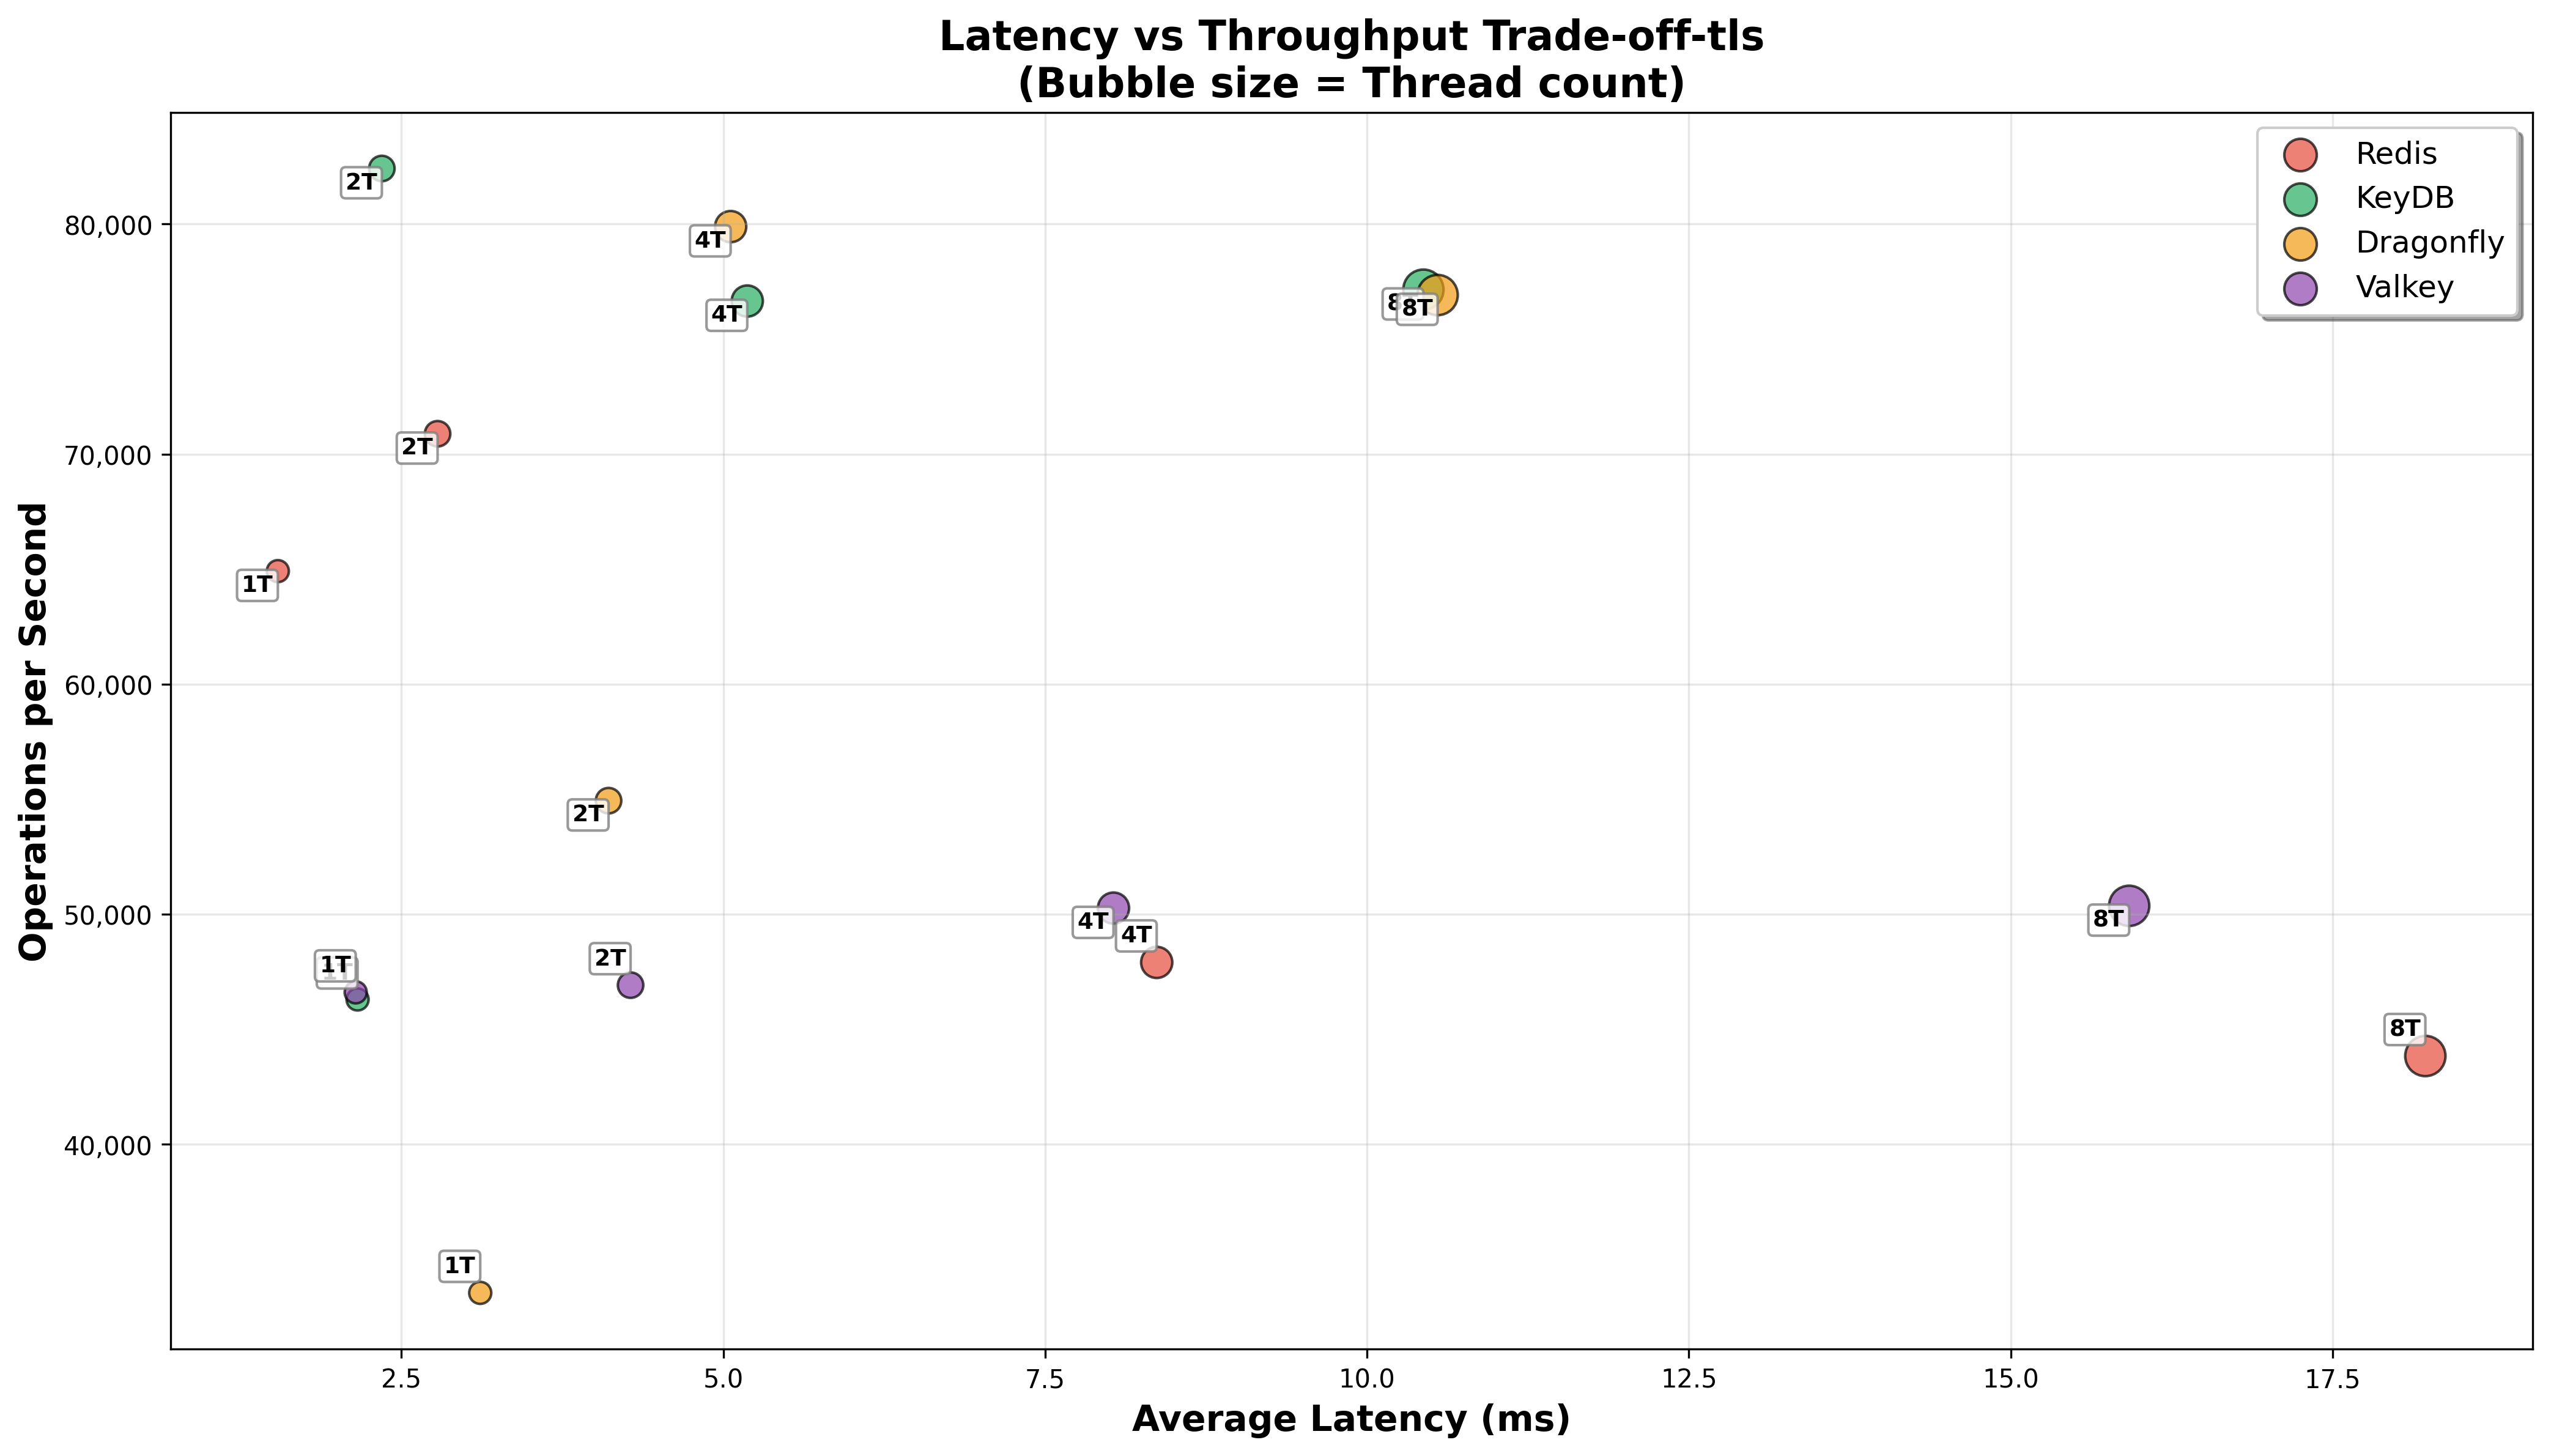 Latency vs Throughput Trade-off-tls
(Bubble size = Thread count)
Redis
KeyDB
Dragonfly
Valkey
Operations per Second
80,000
70,000
60,000
50,000
40,000
2T
4T
4T
8T
2T
1T
2T
4T
4T
8T
1T
2T
8T
1T
2.5
5.0
7.5
10.0
12.5
15.0
17.5
Average Latency (ms)